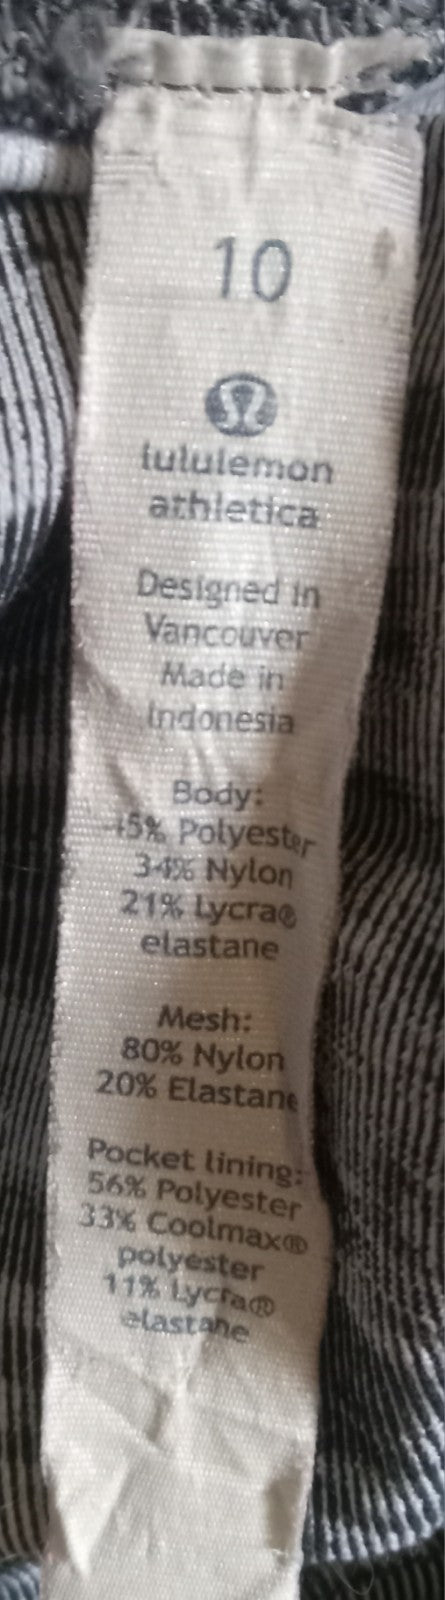 10
lululemon
athletica
Designed in
Vancouver
Made in
Indonesia
Body:
45% Polyester
34% Nylon
21% Lycra®
elastane
Mesh:
80% Nylon
20% Elastane
Pocket lining:
56% Polyester
33% Coolmax®
polyester
11% Lycra®
elastane